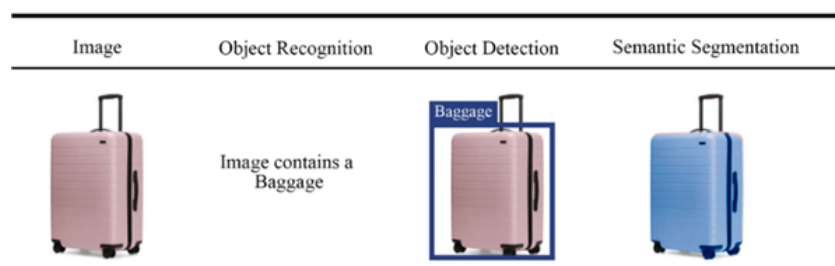 Image
Object Recognition
Object Detection
Semantic Segmentation
Image contains a
Baggage
Baggage